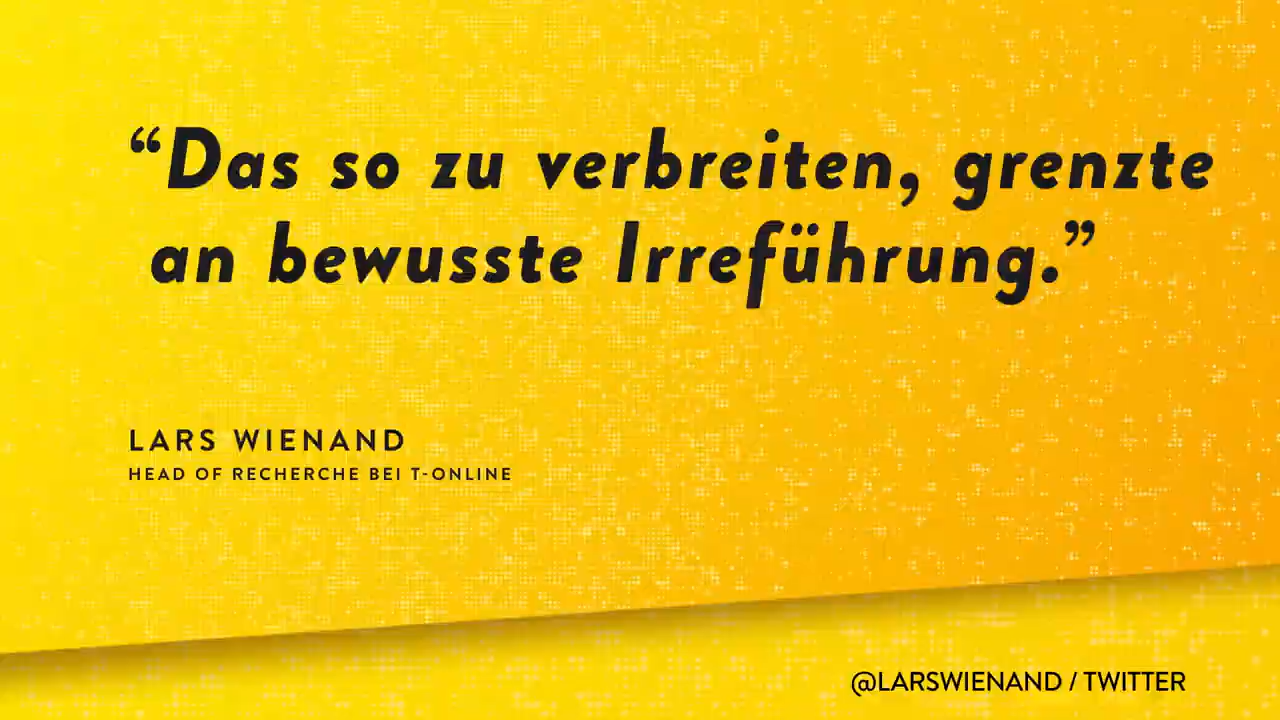 “Das so zu verbreiten, grenzte
an bewusste Irreführung.”
LARS WIENAND
HEAD OF RECHERCHE BEI T-ONLINE
@LARSWIENAND / TWITTER